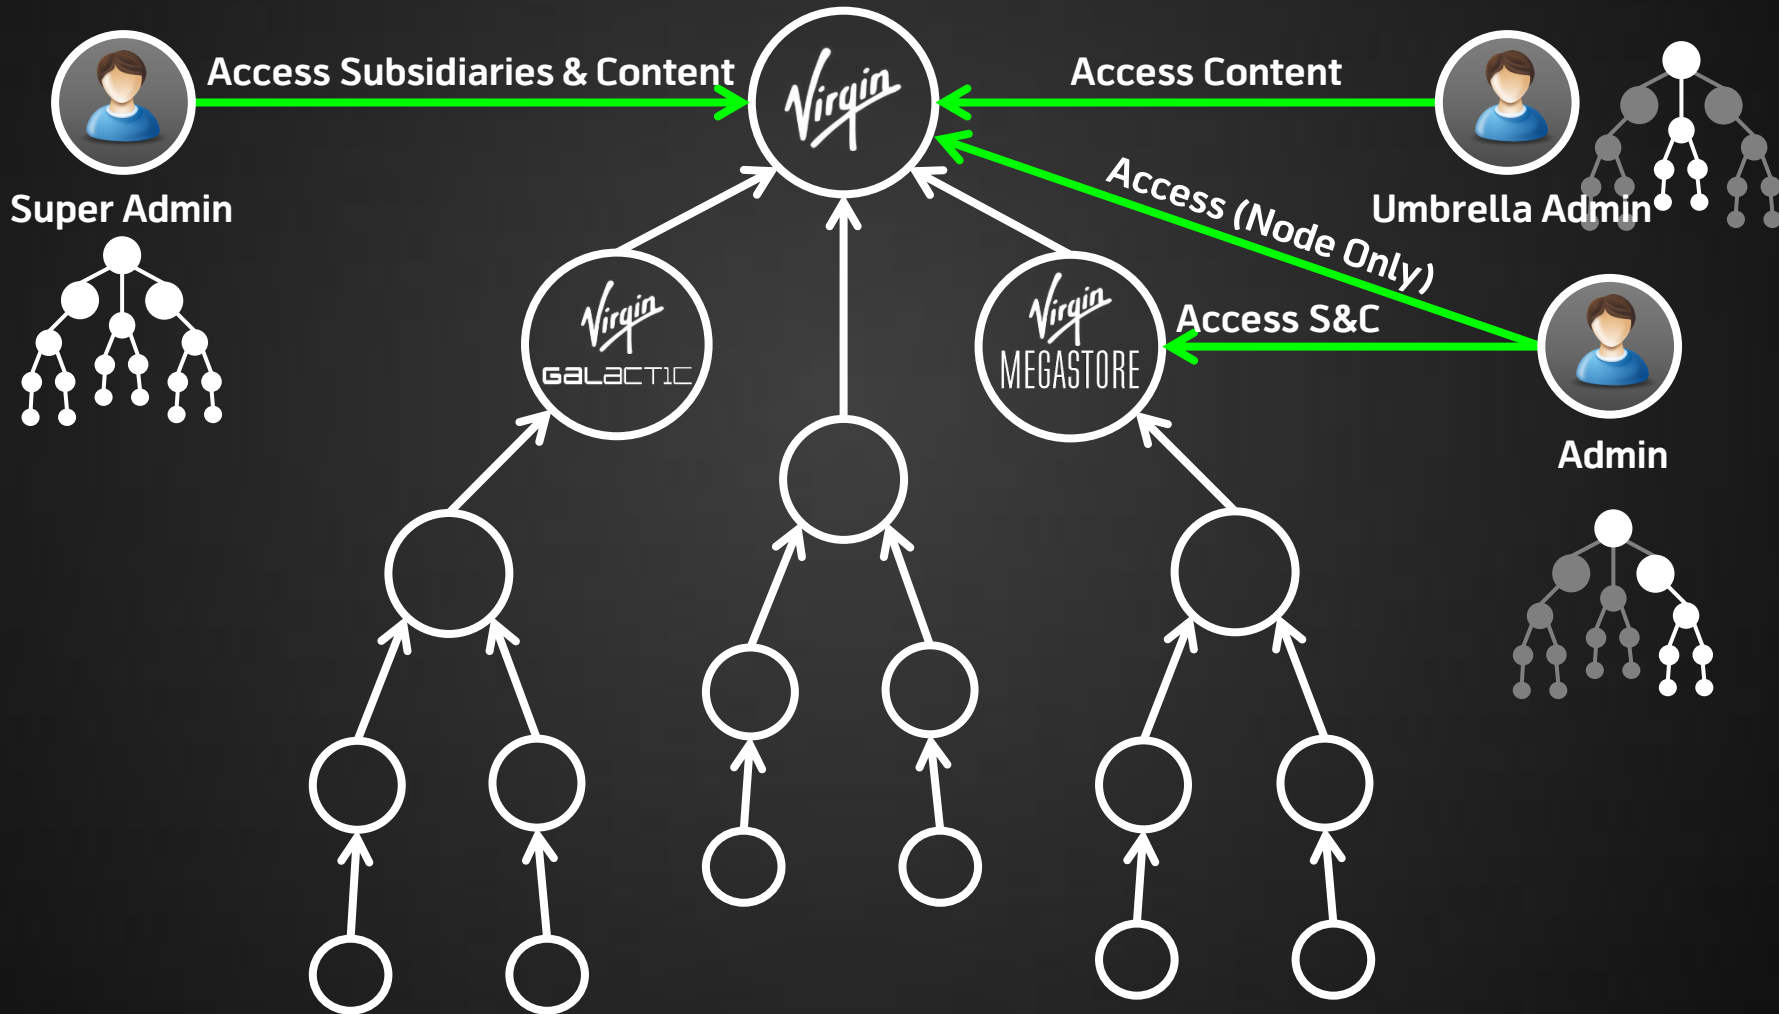 Access Subsidiaries & Content
Virgin
Access Content
Super Admin
Umbrella Admin
Access (Node Only)
Virgin
GALACTIC
Virgin
MEGASTORE
Access S&C
Admin